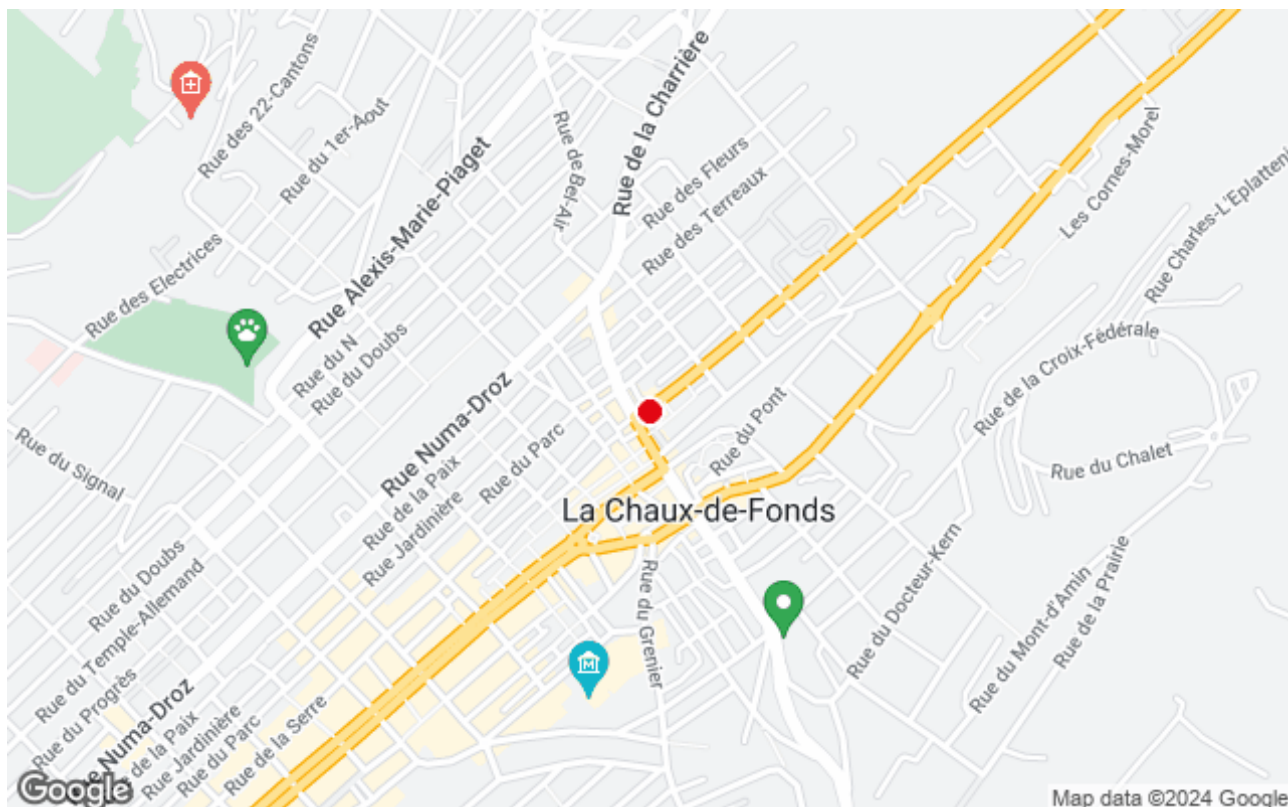 Rue des 22-Cantons
Rue du 1er-Aout
Rue de la Charrière
Rue de Bel-Air
Rue des Fleurs
Rue des Terreaux
Les Cornes-Morel
Rue Charles-L'Eplatteni
Rue Alexis-Marie-Piaget
Rue des Electrices
Rue du N
Rue du Doubs
Rue de la Croix-Fédérale
Rue Numa-Droz
Rue du Parc
Rue du Pont
Rue du Signal
Rue de la Paix
Rue Jardinière
Rue du Chalet
La Chaux-de-Fonds
Rue du Doubs
Rue du Temple-Allemand
Rue du Progrès
Rue du Grenier
Rue du Docteur-Kern
Rue du Mont-d'Amin
Rue de la Prairie
Rue Numa-Droz
de la Paix
Rue Jardinière
Rue du Parc
Rue de la Serre
M
Google
Map data ©2024 Google